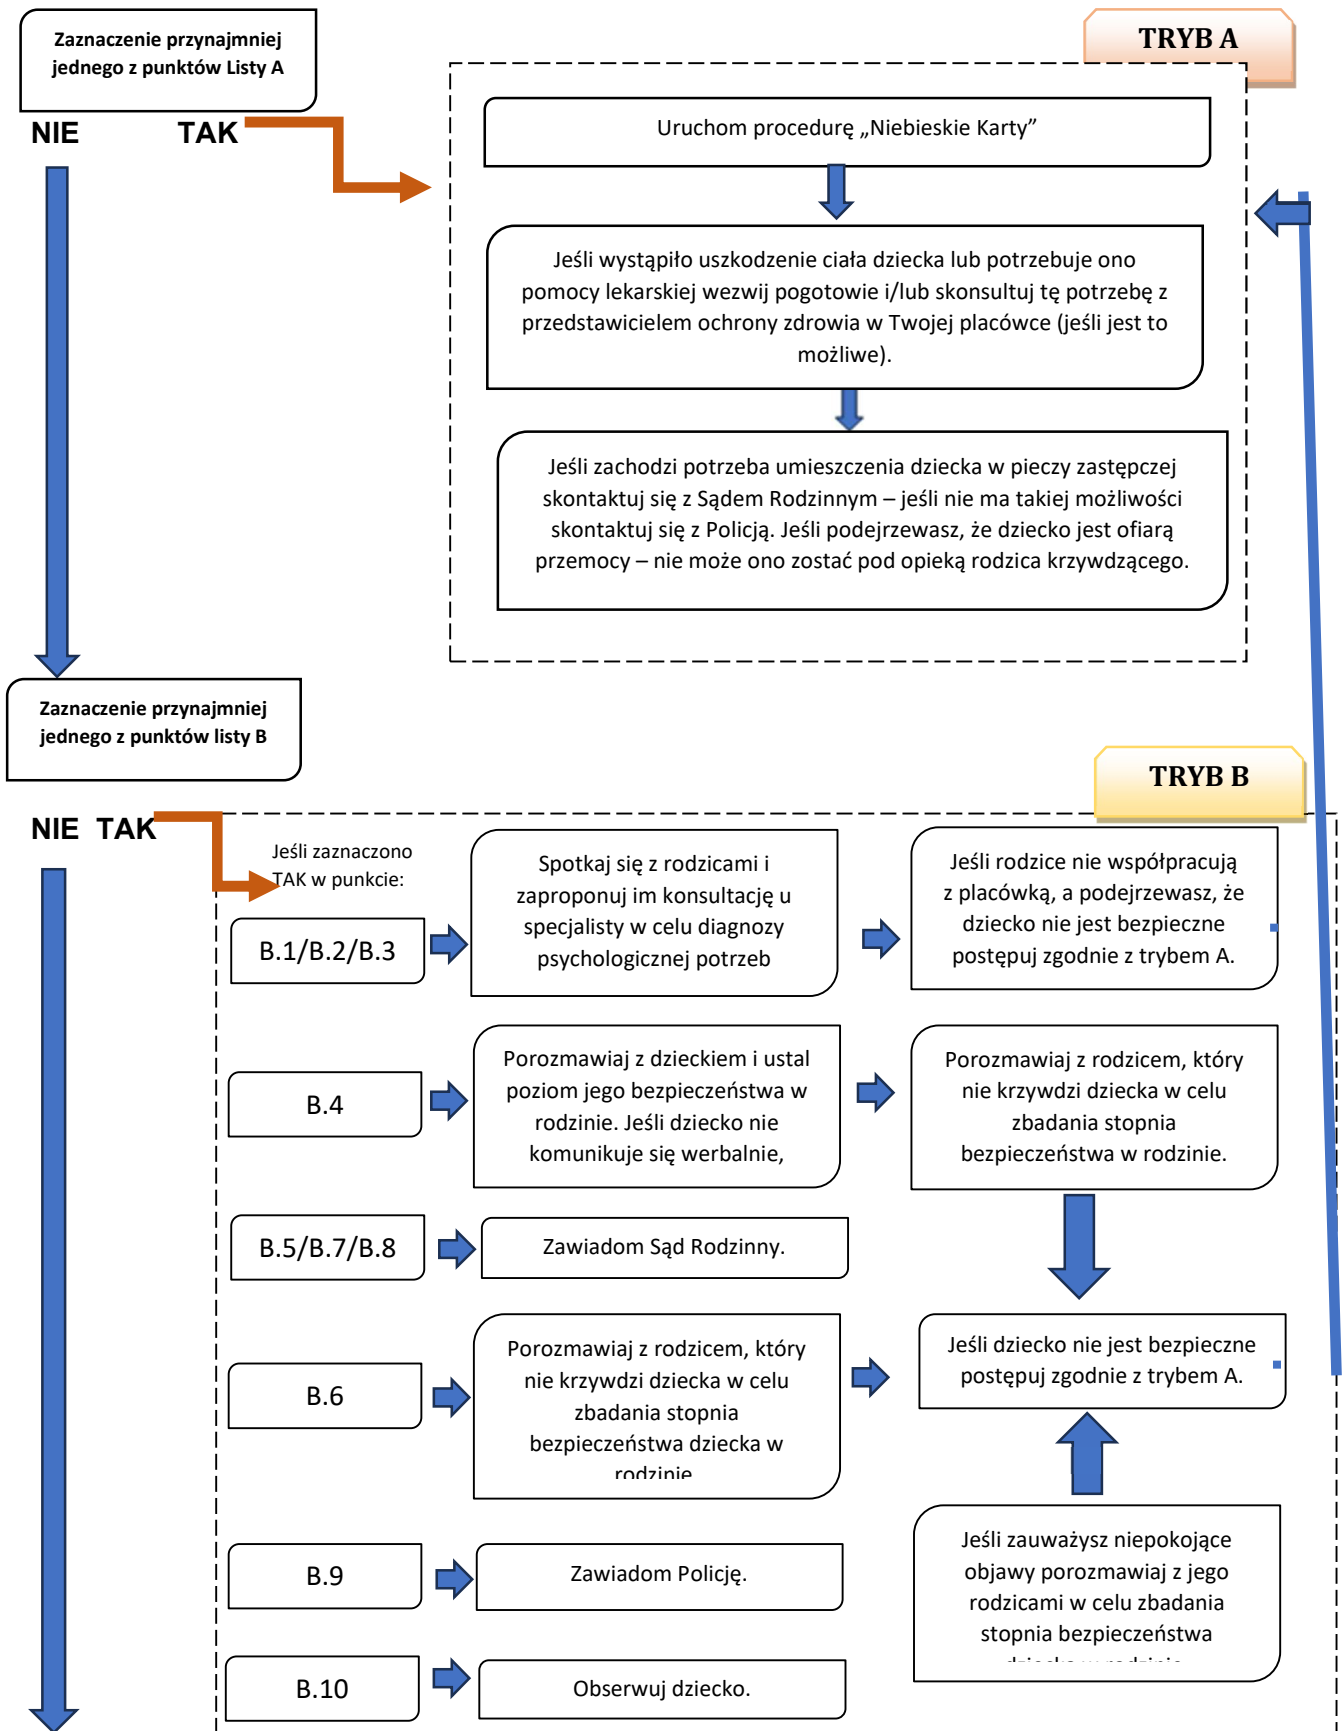 Zaznaczenie przynajmniej
jednego z punktów Listy A
NIE TAK
TRYB A
Uruchom procedurę „Niebieskie Karty”
Jeśli wystąpiło uszkodzenie ciała dziecka lub potrzebuje ono
pomocy lekarskiej wezwij pogotowie i/lub skonsultuj tę potrzebę z
przedstawicielem ochrony zdrowia w Twojej placówce (jeśli jest to
możliwe).
Jeśli zachodzi potrzeba umieszczenia dziecka w pieczy zastępczej
skontaktuj się z Sądem Rodzinnym – jeśli nie ma takiej możliwości
skontaktuj się z Policją. Jeśli podejrzewasz, że dziecko jest ofiarą
przemocy – nie może ono zostać pod opieką rodzica krzywdzącego.
Zaznaczenie przynajmniej
jednego z punktów listy B
NIE TAK
TRYB B
Jeśli zaznaczono
TAK w punkcie:
B.1/B.2/B.3
Spotkaj się z rodzicami i
zaproponuj im konsultację u
specjalisty w celu diagnozy
psychologicznej potrzeb
Jeśli rodzice nie współpracują
z placówką, a podejrzewasz, że
dziecko nie jest bezpieczne
postępuj zgodnie z trybem A.
B.4
Porozmawiaj z dzieckiem i ustal
poziom jego bezpieczeństwa w
rodzinie. Jeśli dziecko nie
komunikuje się werbalnie,
Porozmawiaj z rodzicem, który
nie krzywdzi dziecka w celu
zbadania stopnia
bezpieczeństwa w rodzinie.
B.5/B.7/B.8
Zawiadom Sąd Rodzinny.
B.6
Porozmawiaj z rodzicem, który
nie krzywdzi dziecka w celu
zbadania stopnia
bezpieczeństwa dziecka w
rodzinie
Jeśli dziecko nie jest bezpieczne
postępuj zgodnie z trybem A.
B.9
Zawiadom Policję.
Jeśli zauważysz niepokojące
objawy porozmawiaj z jego
rodzicami w celu zbadania
stopnia bezpieczeństwa
dziecka w rodzinie
B.10
Obserwuj dziecko.